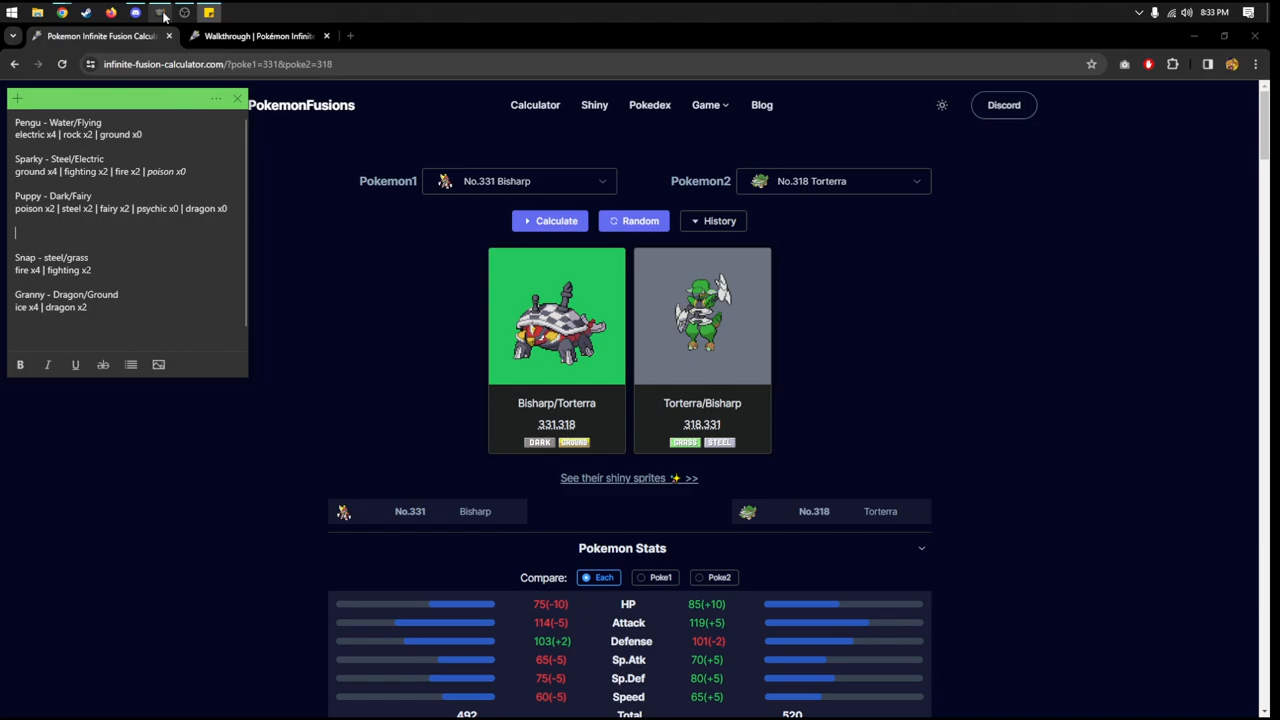 8:33 PM
Pokemon Infinite Fusion Calcula
Walkthrough | Pokémon Infinite
infinite-fusion-calculator.com/?poke1=331&poke2=318
PokemonFusions
Calculator
Shiny
Pokedex
Game
Blog
Discord
Pengu - Water/Flying
electric x4 | rock x2 | ground x0
Sparky - Steel/Electric
ground x4 | fighting x2 | fire x2 | poison x0
Puppy - Dark/Fairy
poison x2 | steel x2 | fairy x2 | psychic x0 | dragon x0
Snap - steel/grass
fire x4 | fighting x2
Granny - Dragon/Ground
ice x4 | dragon x2
B I U ab
Pokemon1
No.331 Bisharp
Pokemon2
No.318 Torterra
Calculate
Random
History
Bisharp/Torterra
331.318
DARK GROUND
Torterra/Bisharp
318.331
GRASS STEEL
See their shiny sprites ✨ >>
No.331 Bisharp
No.318 Torterra
Pokemon Stats
Compare: Each Poke1 Poke2
75(-10) HP 85(+10)
114(-5) Attack 119(+5)
103(+2) Defense 101(-2)
65(-5) Sp.Atk 70(+5)
75(-5) Sp.Def 80(+5)
60(-5) Speed 65(+5)
492 Total 520